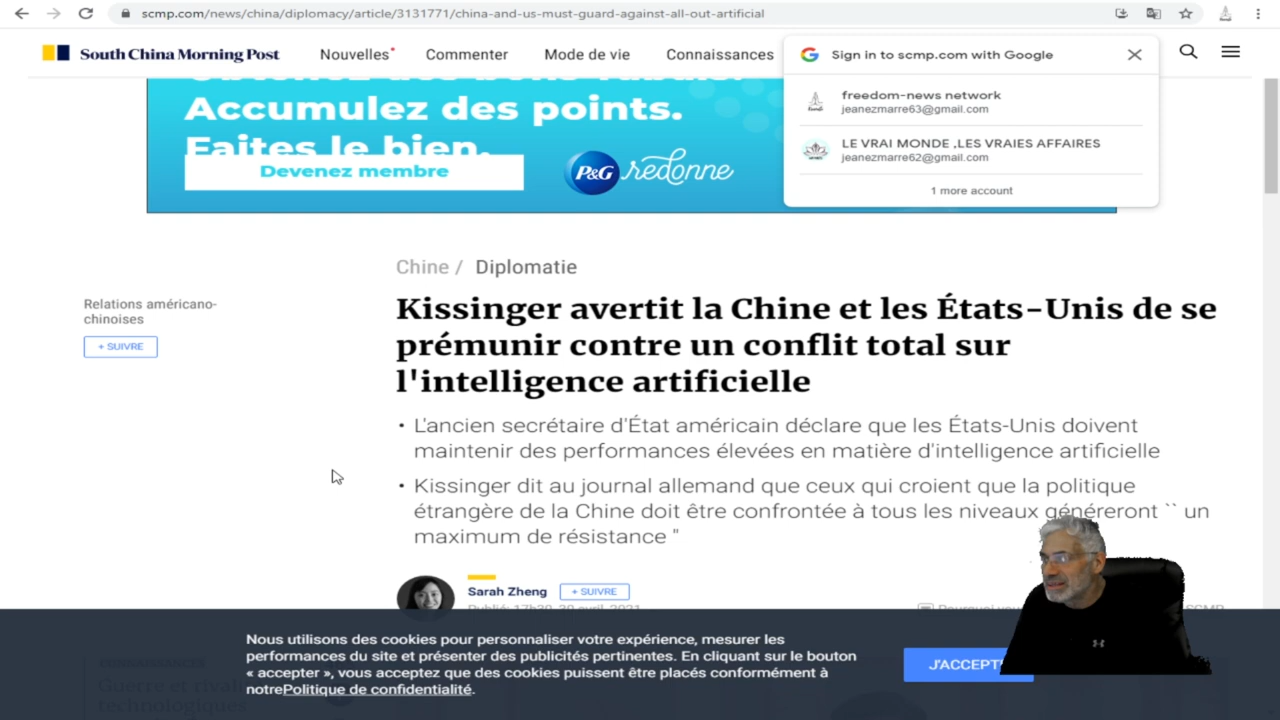 scmp.com/news/china/diplomacy/article/3131771/china-and-us-must-guard-against-all-out-artificial
South China Morning Post
Nouvelles
Commenter
Mode de vie
Connaissances
Sign in to scmp.com with Google
freedom-news network
jeanezmarre63@gmail.com
LE VRAI MONDE ,LES VRAIES AFFAIRES
jeanezmarre62@gmail.com
1 more account
Accumulez des points.
Faites le bien.
Devenez membre
P&G redonne
Chine / Diplomatie
Relations américano-
chinoises
+ SUIVRE
Kissinger avertit la Chine et les États-Unis de se
prémunir contre un conflit total sur
l'intelligence artificielle
• L'ancien secrétaire d'État américain déclare que les États-Unis doivent
maintenir des performances élevées en matière d'intelligence artificielle
• Kissinger dit au journal allemand que ceux qui croient que la politique
étrangère de la Chine doit être confrontée à tous les niveaux généreront `` un
maximum de résistance "
Sarah Zheng
+ SUIVRE
Nous utilisons des cookies pour personnaliser votre expérience, mesurer les
performances du site et présenter des publicités pertinentes. En cliquant sur le bouton
« accepter », vous acceptez que des cookies puissent être placés conformément à
notrePolitique de confidentialité.
J'ACCEPT